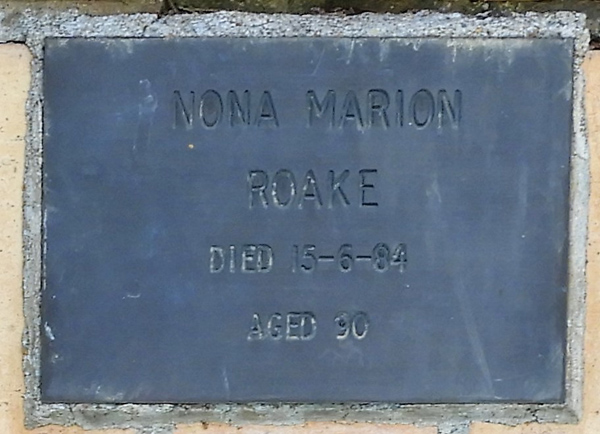 NONA MARION
ROAKE
DIED 15-6-84
AGED 90